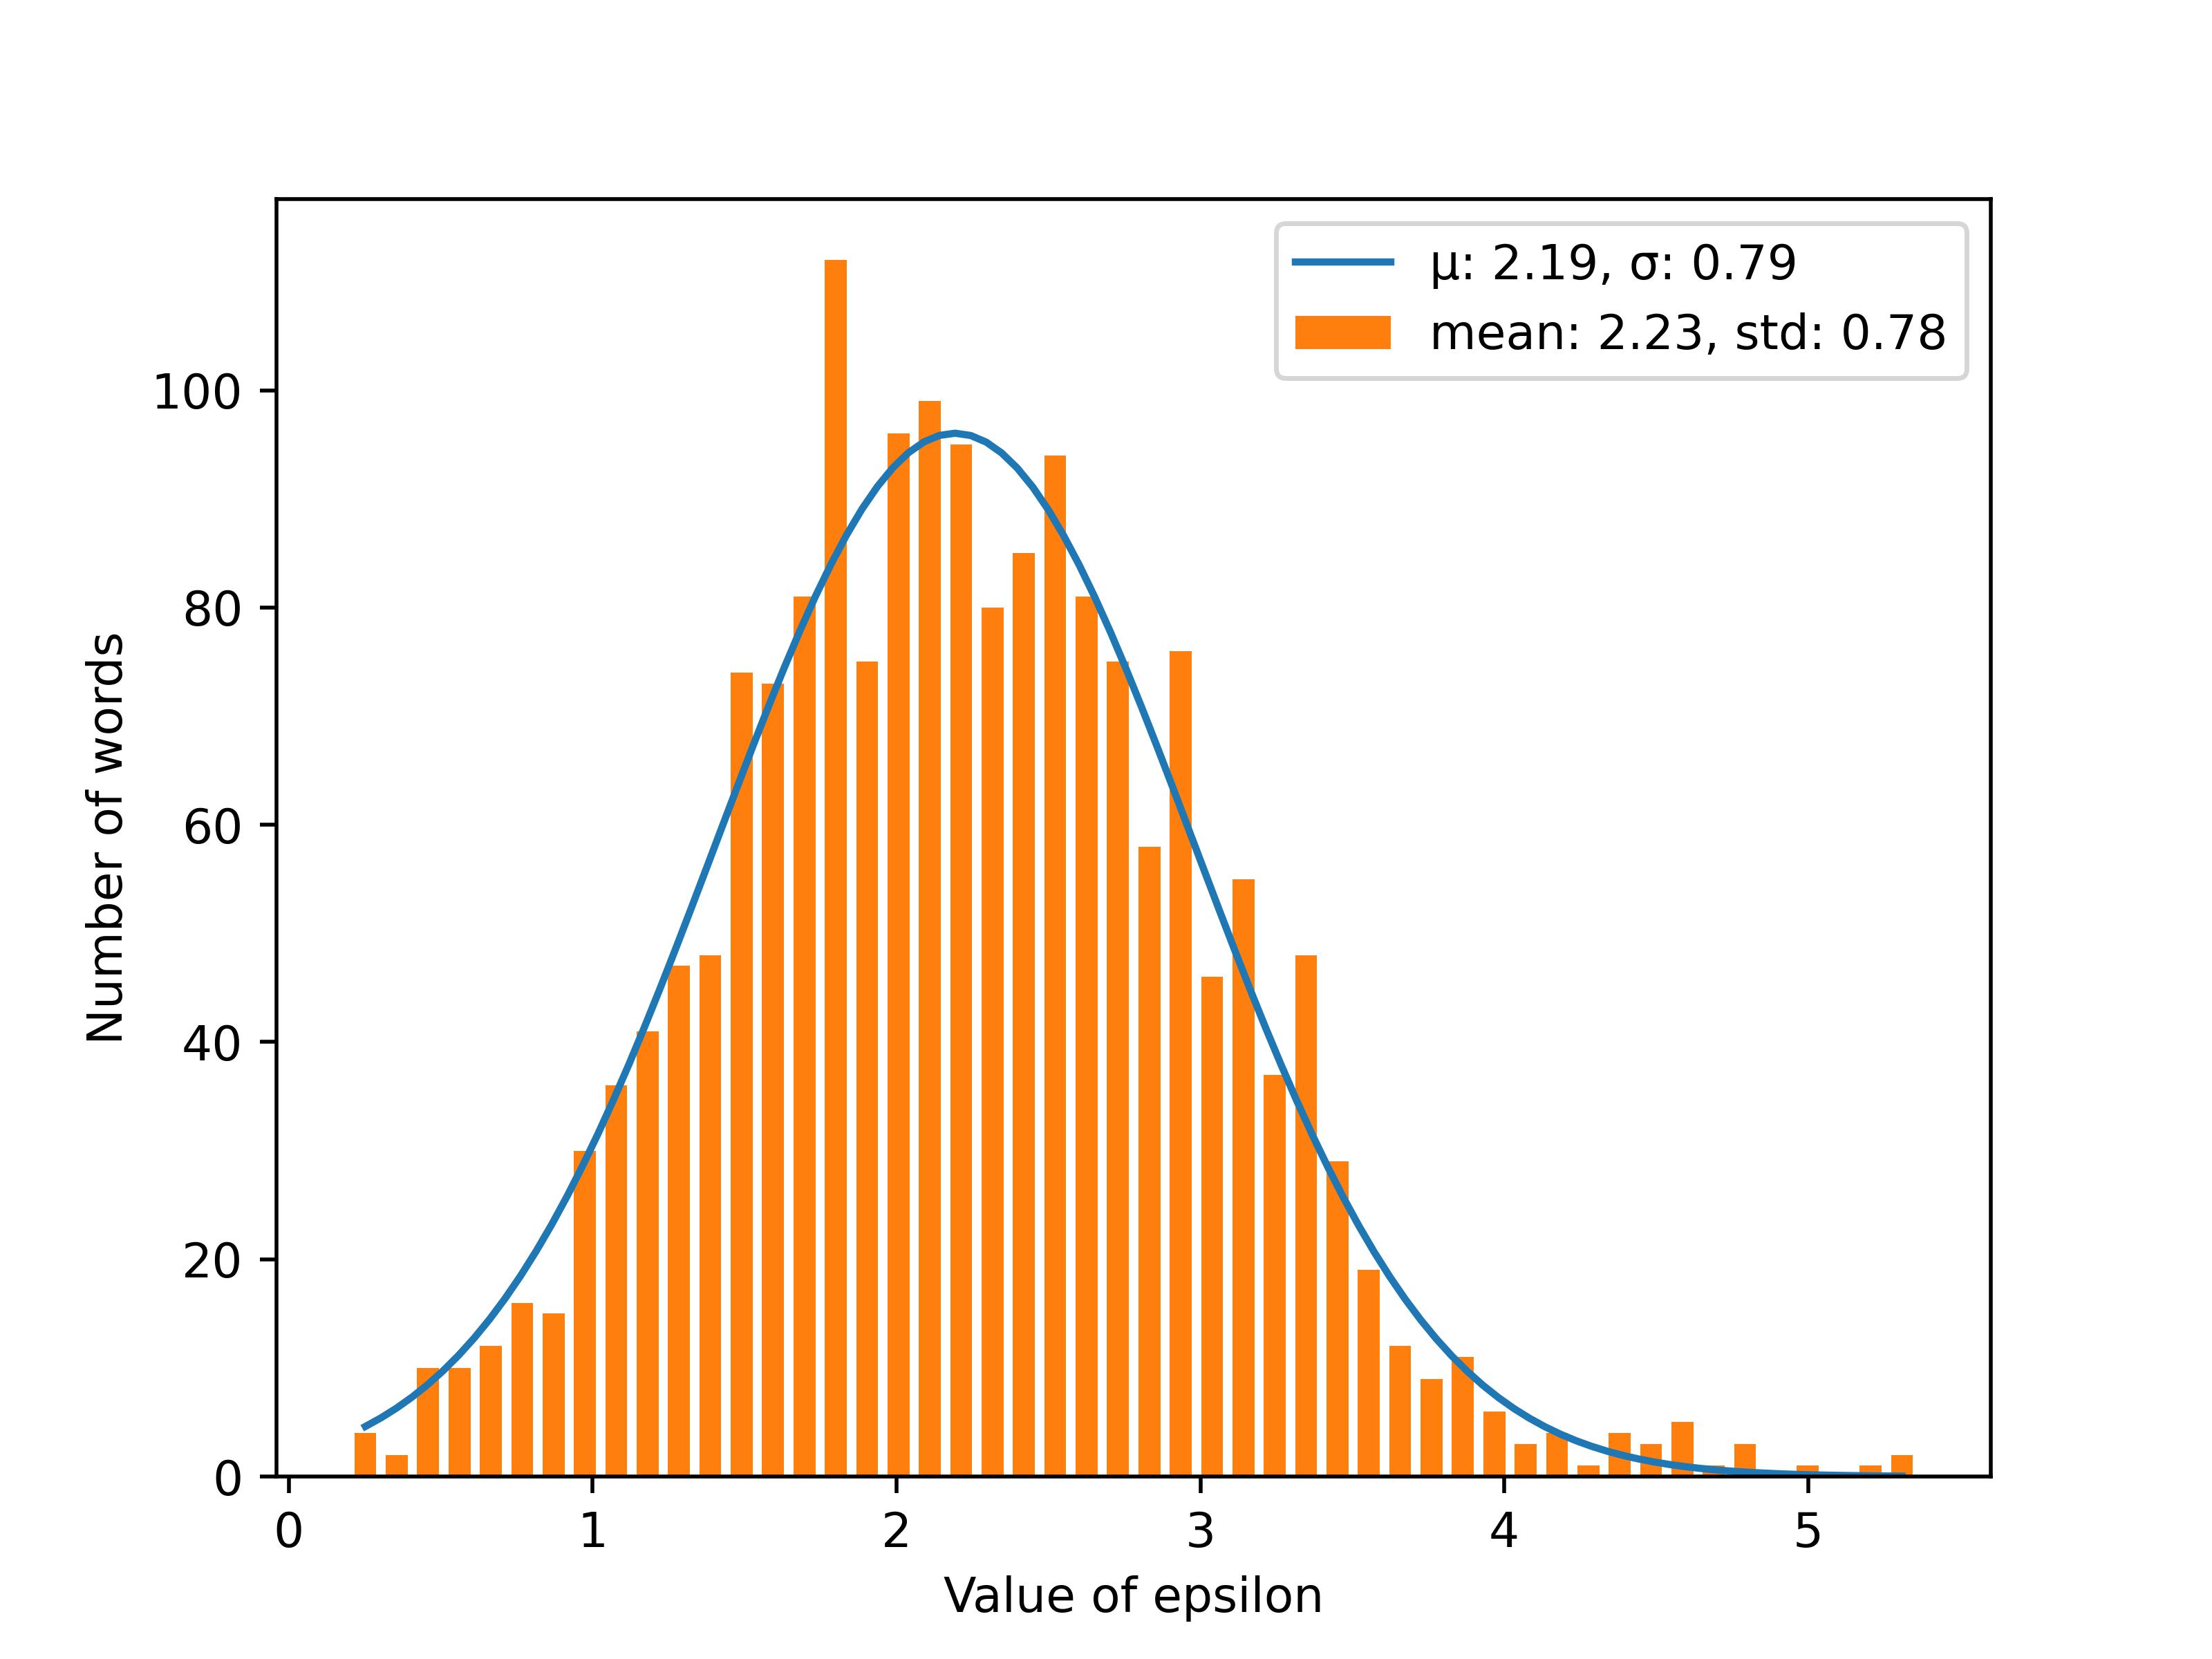 μ: 2.19, σ: 0.79
mean: 2.23, std: 0.78
100
80
60
40
20
0
Number of words
0 1 2 3 4 5
Value of epsilon